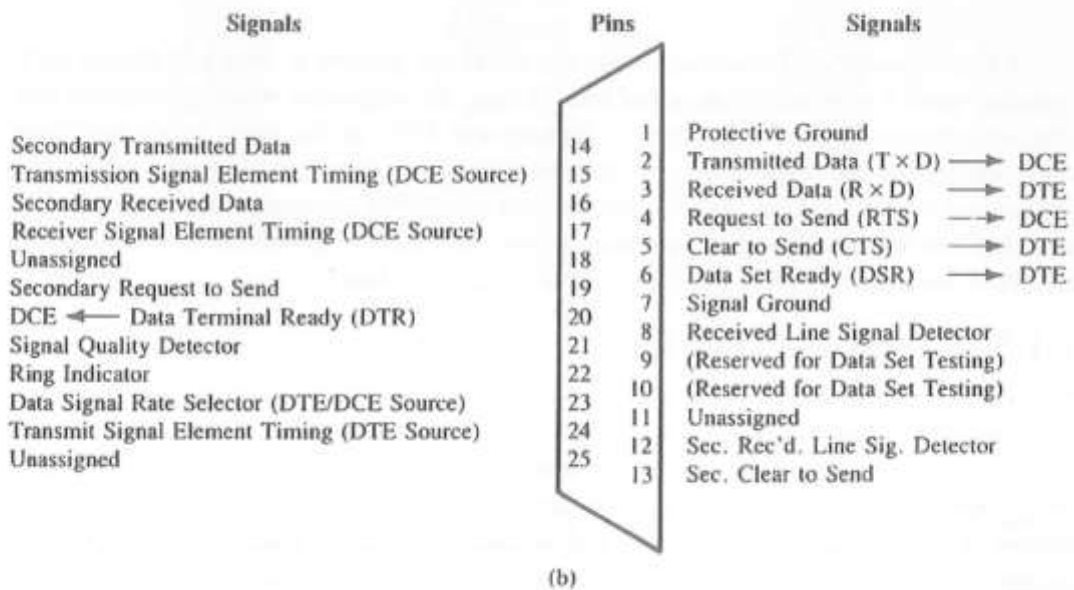 Signals Pins Signals
1 Protective Ground
Secondary Transmitted Data 14
2 Transmitted Data (T × D) → DCE
Transmission Signal Element Timing (DCE Source) 15
3 Received Data (R × D) → DTE
Secondary Received Data 16
4 Request to Send (RTS) → DCE
Receiver Signal Element Timing (DCE Source) 17
5 Clear to Send (CTS) → DTE
Unassigned 18
6 Data Set Ready (DSR) → DTE
Secondary Request to Send 19
7 Signal Ground
DCE ← Data Terminal Ready (DTR) 20
8 Received Line Signal Detector
Signal Quality Detector 21
9 (Reserved for Data Set Testing)
Ring Indicator 22
10 (Reserved for Data Set Testing)
Data Signal Rate Selector (DTE/DCE Source) 23
11 Unassigned
Transmit Signal Element Timing (DTE Source) 24
12 Sec. Rec'd. Line Sig. Detector
Unassigned 25
13 Sec. Clear to Send
(b)